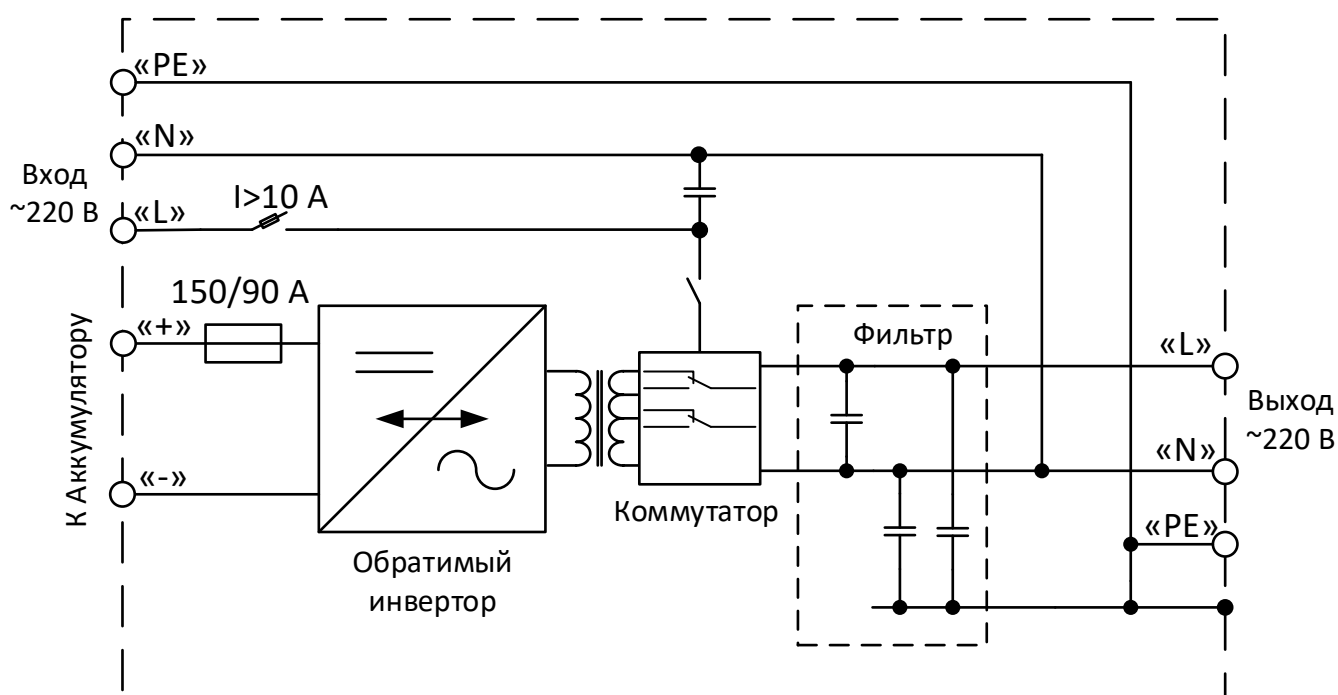 «PE»
«N»
Вход
~220 В
«L»
I>10 А
150/90 А
«+»
К Аккумулятору
«-»
Обратимый
инвертор
Коммутатор
Фильтр
«L»
Выход
~220 В
«N»
«PE»